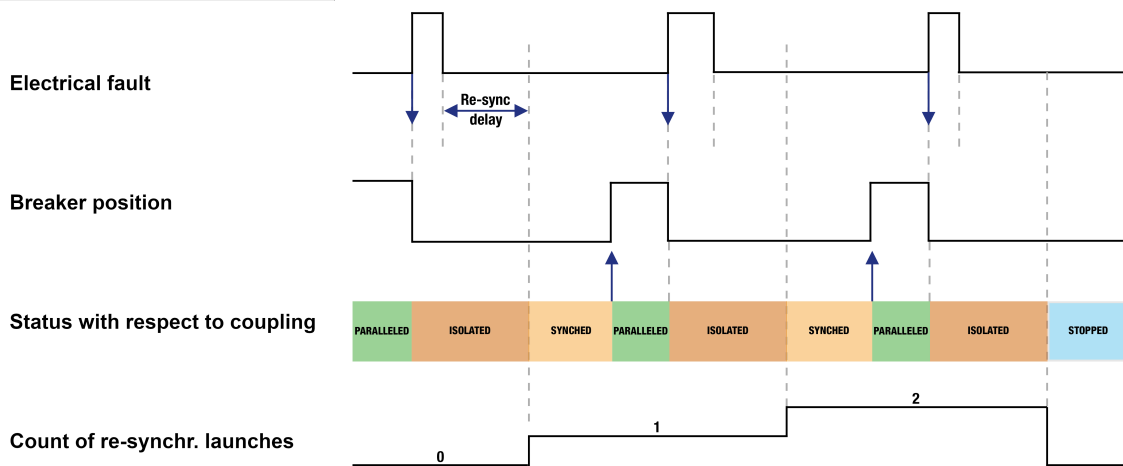 Electrical fault
Re-sync
delay
Breaker position
Status with respect to coupling
PARALLELED ISOLATED SYNCHED PARALLELED ISOLATED SYNCHED PARALLELED ISOLATED STOPPED
2
1
Count of re-synchr. launches
0